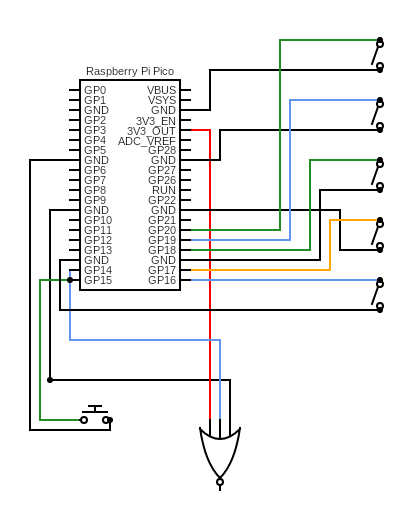 Raspberry Pi Pico
GP0 VBUS
GP1 VSYS
GND GND
GP2 3V3_EN
GP3 3V3_OUT
GP4 ADC_VREF
GP5 GP28
GND GND
GP6 GP27
GP7 GP26
GP8 RUN
GP9 GP22
GND GND
GP10 GP21
GP11 GP20
GP12 GP19
GP13 GP18
GND GND
GP14 GP17
GP15 GP16